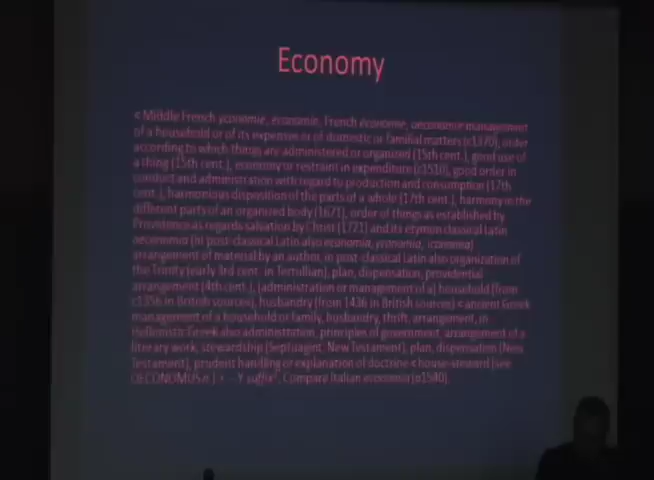 Economy
< Middle French yconomie, economie, French économie, oeconomie management
of a household or of its expenses or of domestic or familial matters (c1370), order
according to which things are administered or organized (15th cent.), good use of
a thing (15th cent.), economy or restraint in expenditure (c1510), good order in
conduct and administration with regard to production and consumption (17th
cent.), harmonious disposition of the parts of a whole (17th cent.), harmony in the
different parts of an organized body (1671), order of things as established by
Providence as regards salvation by Christ (1721) and its etymon classical Latin
oeconomia (in post-classical Latin also economia, yconomia, iconomia)
arrangement of material by an author, in post-classical Latin also organization of
the Trinity (early 3rd cent. in Tertullian), plan, dispensation, providential
arrangement (4th cent.), (administration or management of a) household (from
c1356 in British sources), husbandry (from 1436 in British sources) < ancient Greek
management of a household or family, husbandry, thrift, arrangement, in
Hellenistic Greek also administration, principles of government, arrangement of a
literary work, stewardship (Septuagint, New Testament), plan, dispensation (New
Testament), prudent handling or explanation of doctrine < house-steward (see
OECONOMUS n.) + -Y suffix. Compare Italian economia (a1540).